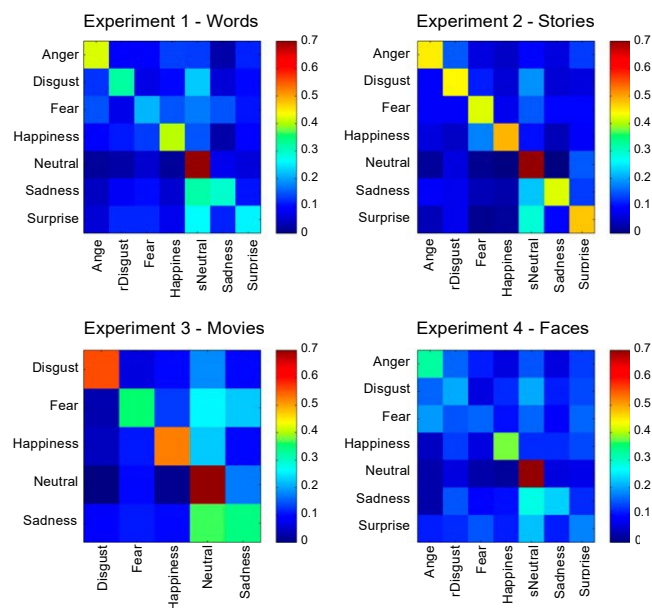 Experiment 1 - Words
Anger
Disgust
Fear
Happiness
Neutral
Sadness
Surprise
Ange
rDisgust
Fear
Happines
sNeutral
Sadness
Surprise
0.7
0.6
0.5
0.4
0.3
0.2
0.1
0
Experiment 2 - Stories
Anger
Disgust
Fear
Happiness
Neutral
Sadness
Surprise
Ange
rDisgust
Fear
Happines
sNeutral
Sadness
Surprise
0.7
0.6
0.5
0.4
0.3
0.2
0.1
0
Experiment 3 - Movies
Disgust
Fear
Happiness
Neutral
Sadness
Disgust
Fear
Happiness
Neutral
Sadness
0.7
0.6
0.5
0.4
0.3
0.2
0.1
0
Experiment 4 - Faces
Anger
Disgust
Fear
Happiness
Neutral
Sadness
Surprise
Ange
rDisgust
Fear
Happines
sNeutral
Sadness
Surprise
0.7
0.6
0.5
0.4
0.3
0.2
0.1
0